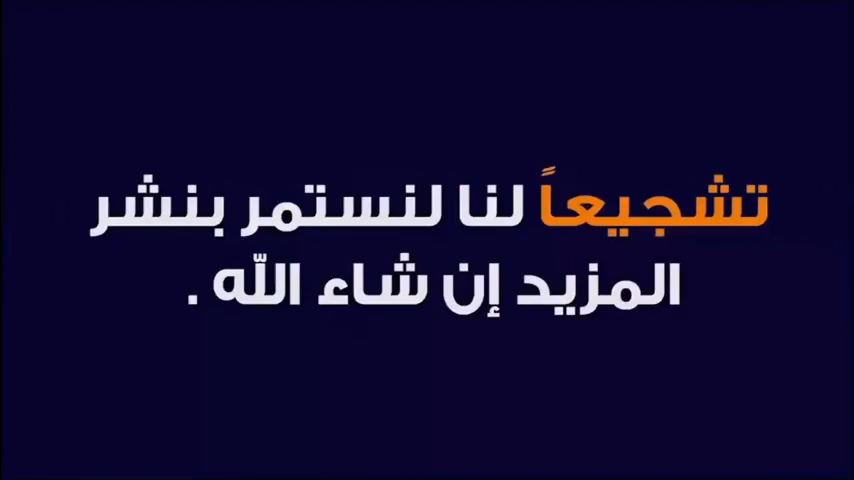 تشجيعاً لنا لنستمر بنشر
المزيد إن شاء الله .